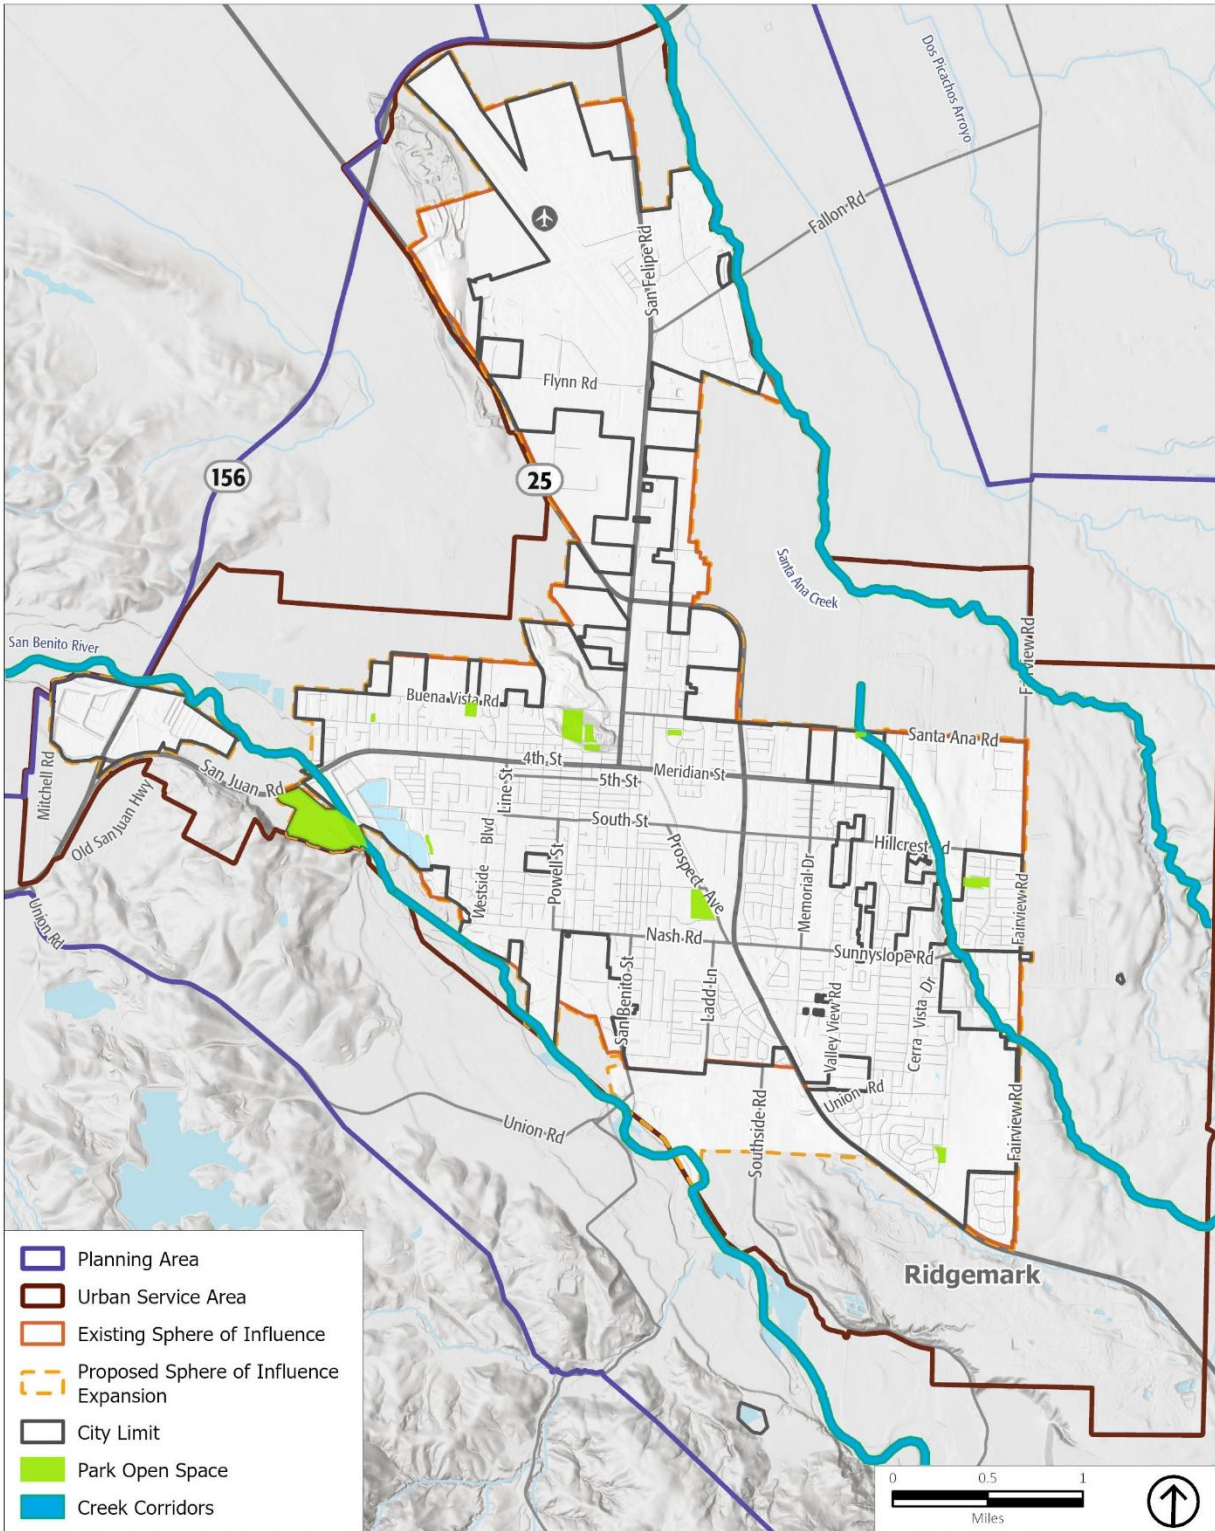 Dos Picachos Arroyo
Fallon Rd
San Felipe Rd
Flynn Rd
156
25
Santa Ana Creek
San Benito River
Fairview Rd
Buena Vista Rd
Santa Ana Rd
Mitchell Rd
San Juan Rd
Old San Juan Hwy
4th St
Meridian St
5th St
Line St
South St
Westside Blvd
Powell St
Prospect Ave
Memorial Dr
Hillcrest Rd
Fairview Rd
Union Rd
Nash Rd
Sunnyslope Rd
San Benito St
Ladd Ln
Valley View Rd
Cerra Vista Dr
Union Rd
Union Rd
Southside Rd
Fairview Rd
Ridgemark
Planning Area
Urban Service Area
Existing Sphere of Influence
Proposed Sphere of Influence
Expansion
City Limit
Park Open Space
Creek Corridors
0 0.5 1
Miles